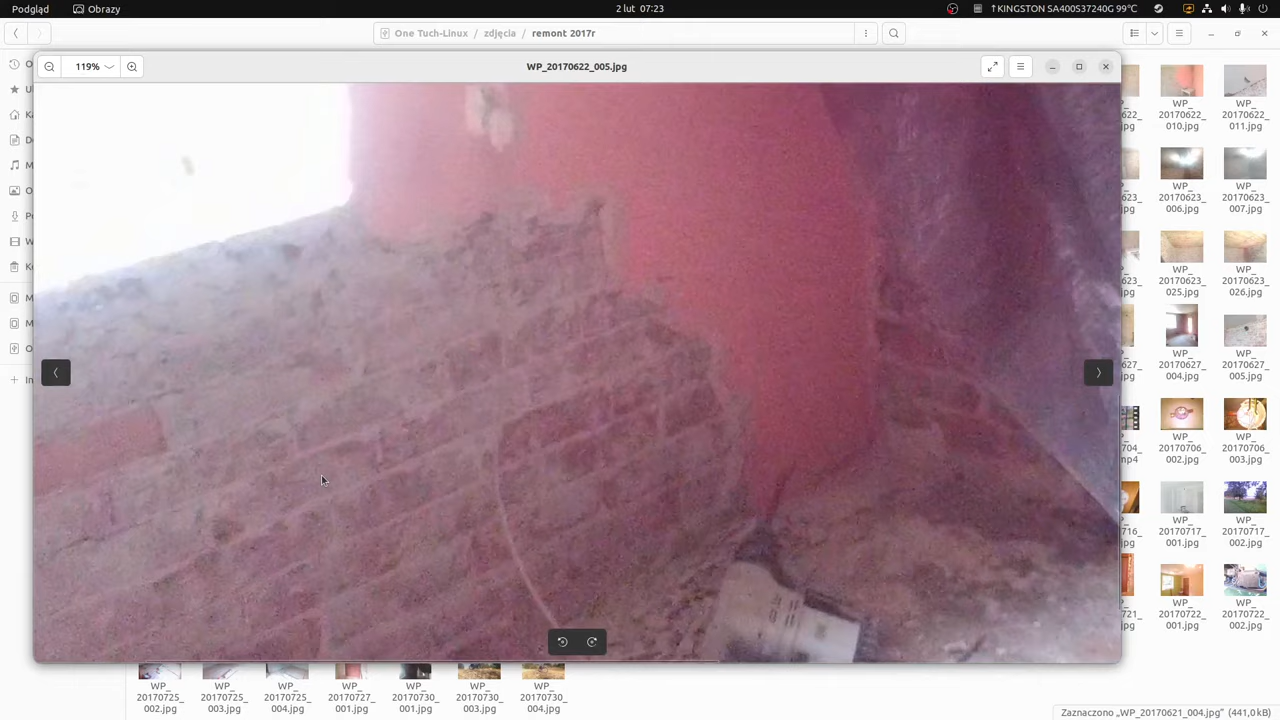 Podgląd
Obrazy
2 lut 07:23
↑KINGSTON SA400S37240G 99°C
One Tuch-Linux / zdjęcia / remont 2017r
119%
WP_20170622_005.jpg
WP_
20170622_
010.jpg
WP_
20170622_
011.jpg
WP_
20170623_
006.jpg
WP_
20170623_
007.jpg
WP_
20170623_
025.jpg
WP_
20170623_
026.jpg
WP_
20170627_
004.jpg
WP_
20170627_
005.jpg
WP_
20170706_
002.jpg
WP_
20170706_
003.jpg
WP_
20170717_
001.jpg
WP_
20170717_
002.jpg
WP_
20170722_
001.jpg
WP_
20170722_
002.jpg
WP_
20170725_
002.jpg
WP_
20170725_
003.jpg
WP_
20170725_
004.jpg
WP_
20170727_
001.jpg
WP_
20170730_
001.jpg
WP_
20170730_
003.jpg
WP_
20170730_
004.jpg
Zaznaczono „WP_20170621_004.jpg” (441,0 kB)